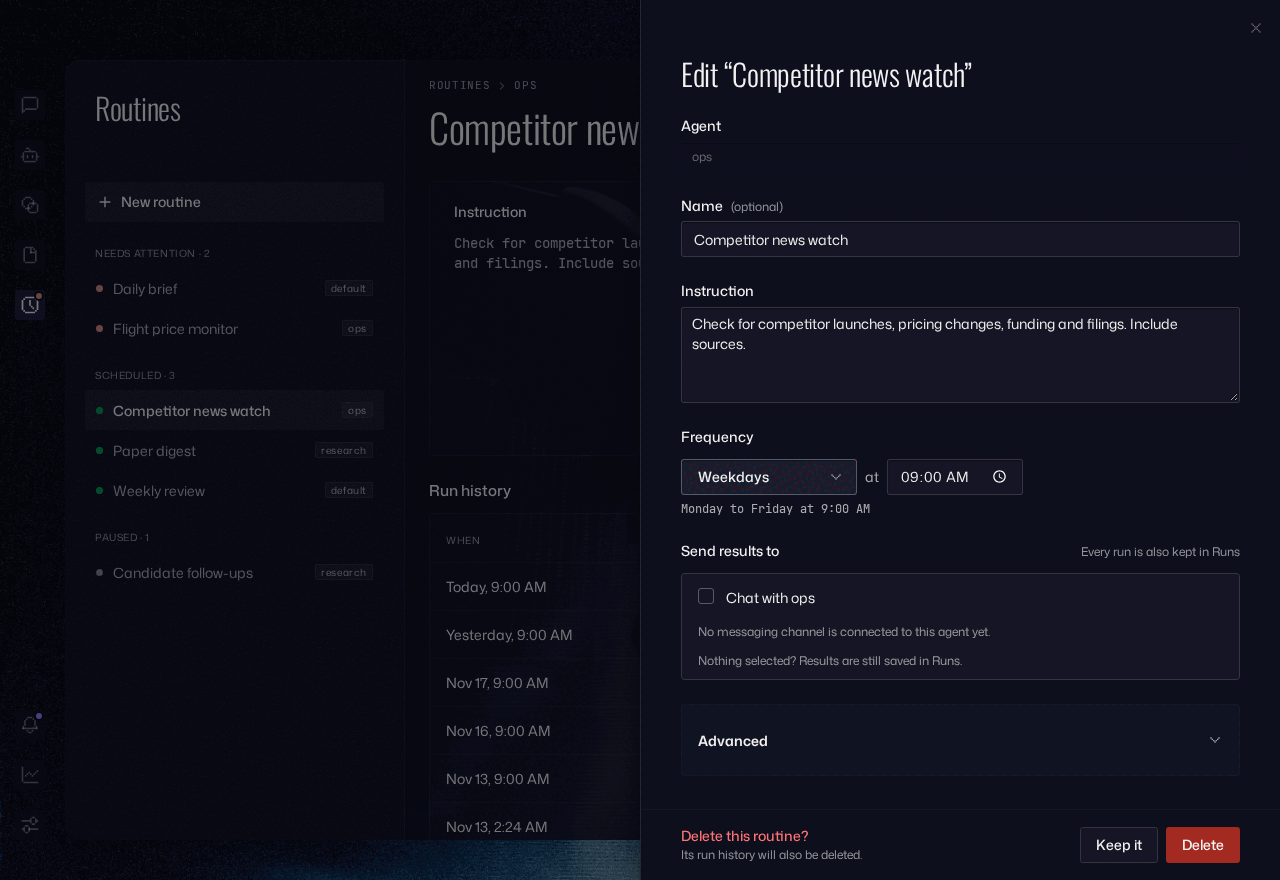 Routines
New routine
NEEDS ATTENTION · 2
Daily brief
default
Flight price monitor
ops
SCHEDULED · 3
Competitor news watch
ops
Paper digest
research
Weekly review
default
PAUSED · 1
Candidate follow-ups
research
ROUTINES > OPS
Competitor new
Instruction
Check for competitor lau
and filings. Include sou
Run history
WHEN
Today, 9:00 AM
Yesterday, 9:00 AM
Nov 17, 9:00 AM
Nov 16, 9:00 AM
Nov 13, 9:00 AM
Nov 13, 2:24 AM
Edit “Competitor news watch”
Agent
ops
Name (optional)
Competitor news watch
Instruction
Check for competitor launches, pricing changes, funding and filings. Include
sources.
Frequency
Weekdays at 09:00 AM
Monday to Friday at 9:00 AM
Send results to
Every run is also kept in Runs
Chat with ops
No messaging channel is connected to this agent yet.
Nothing selected? Results are still saved in Runs.
Advanced
Delete this routine?
Its run history will also be deleted.
Keep it
Delete